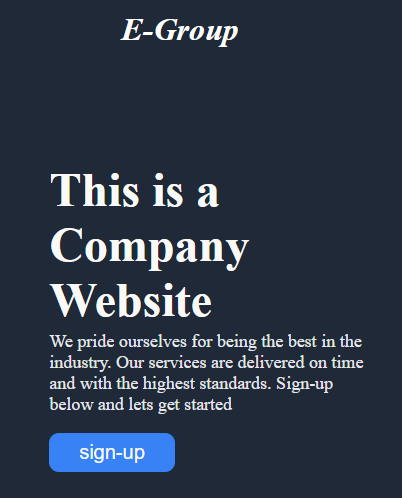 E-Group
This is a
Company
Website
We pride ourselves for being the best in the
industry. Our services are delivered on time
and with the highest standards. Sign-up
below and lets get started
sign-up